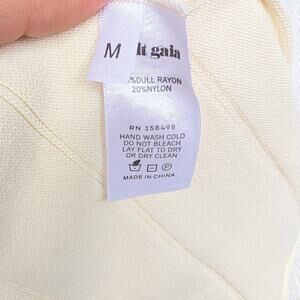 M
lt gaia
%DULL RAYON
20%NYLON
RN 158498
HAND WASH COLD
DO NOT BLEACH
LAY FLAT TO DRY
OR DRY CLEAN
P
MADE IN CHINA